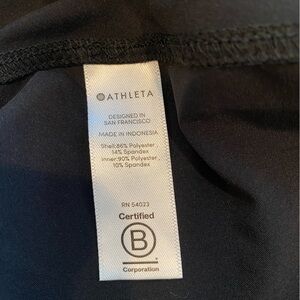 ATHLETA
DESIGNED IN
SAN FRANCISCO
MADE IN INDONESIA
Shell:86% Polyester
14% Spandex
Inner:90% Polyester
10% Spandex
RN 54023
Certified
B
Corporation